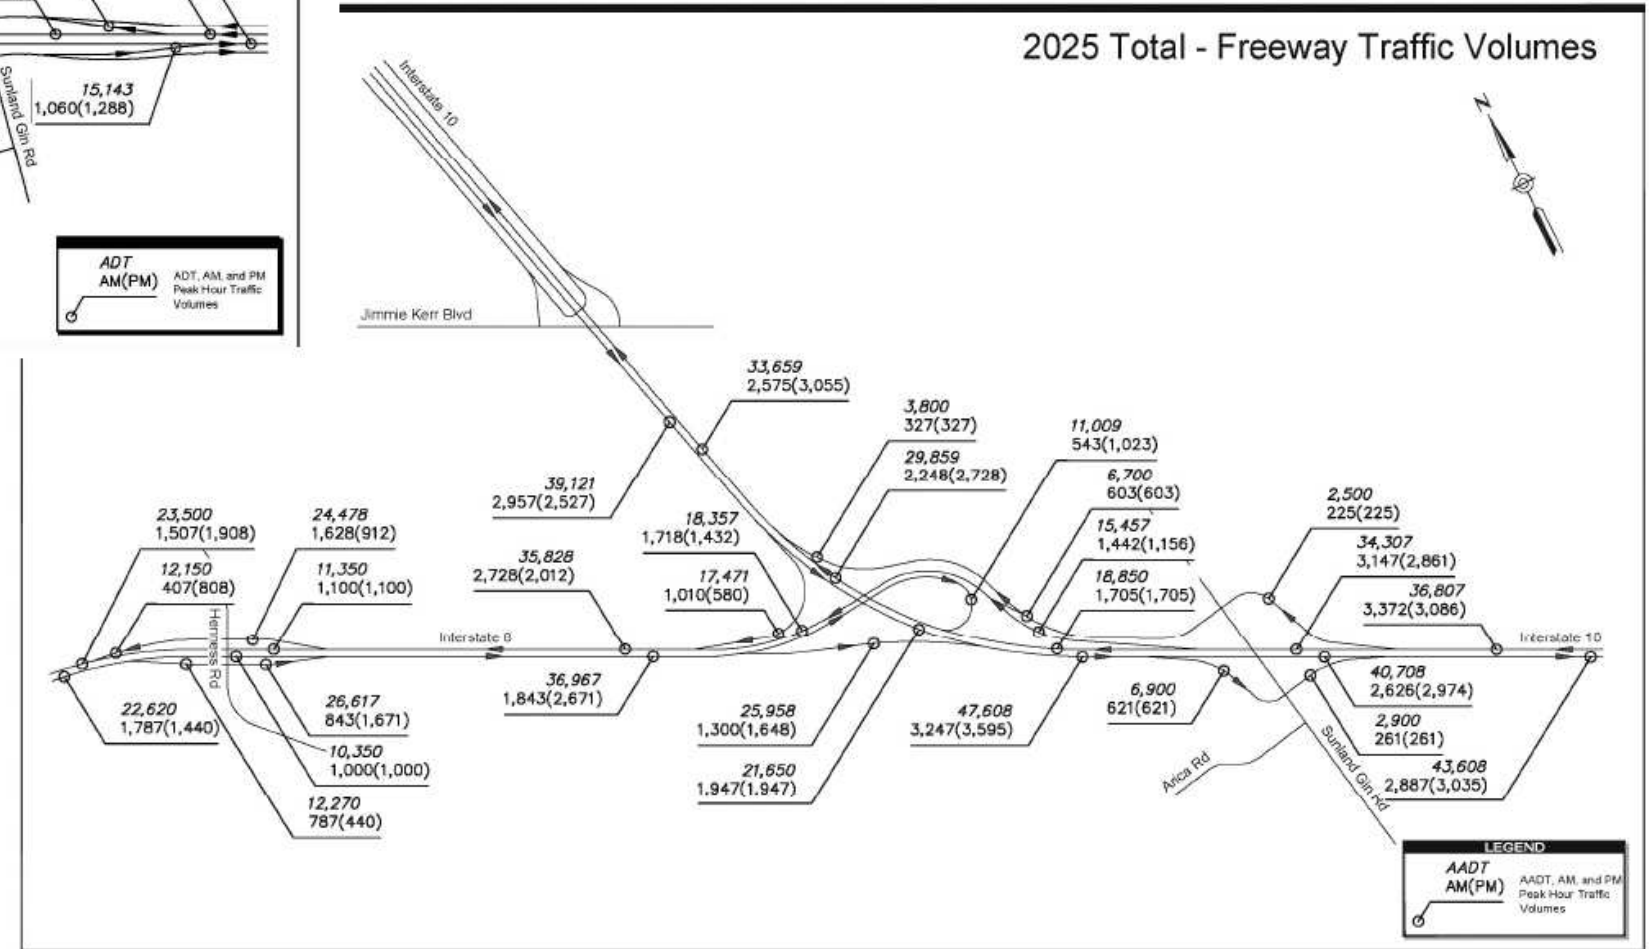 2025 Total - Freeway Traffic Volumes
15,143
1,060(1,288)
Sunland Gin Rd
ADT
AM(PM)
ADT, AM, and PM
Peak Hour Traffic
Volumes
Interstate 10
N
Jimmie Kerr Blvd
33,659
2,575(3,055)
3,800
327(327)
29,859
2,248(2,728)
11,009
543(1,023)
6,700
603(603)
15,457
1,442(1,156)
18,850
1,705(1,705)
2,500
225(225)
34,307
3,147(2,861)
36,807
3,372(3,086)
39,121
2,957(2,527)
18,357
1,718(1,432)
17,471
1,010(580)
35,828
2,728(2,012)
23,500
1,507(1,908)
24,478
1,628(912)
12,150
407(808)
11,350
1,100(1,100)
Henness Rd
Interstate 8
Interstate 10
22,620
1,787(1,440)
26,617
843(1,671)
10,350
1,000(1,000)
12,270
787(440)
36,967
1,843(2,671)
25,958
1,300(1,648)
21,650
1.947(1.947)
47,608
3,247(3,595)
6,900
621(621)
40,708
2,626(2,974)
2,900
261(261)
43,608
2,887(3,035)
Arica Rd
Sunland Gin Rd
LEGEND
AADT
AM(PM)
AADT, AM, and PM
Peak Hour Traffic
Volumes